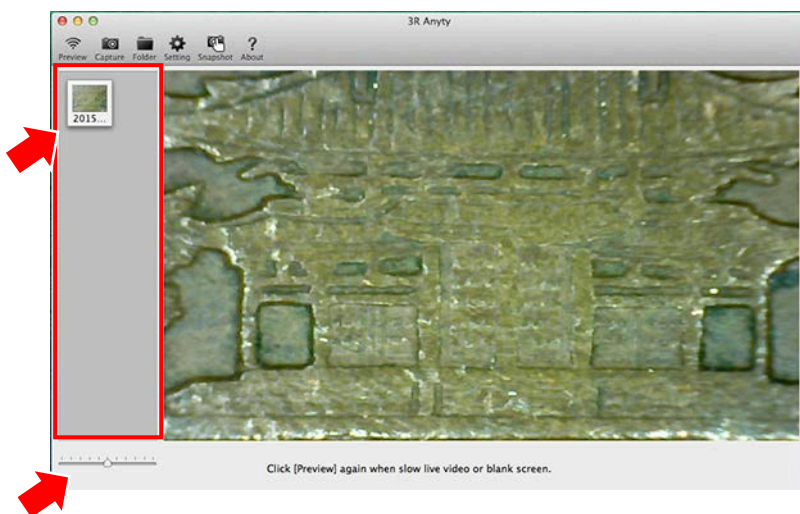 3R Anyty
Preview Capture Folder Setting Snapshot About
2015...
Click [Preview] again when slow live video or blank screen.